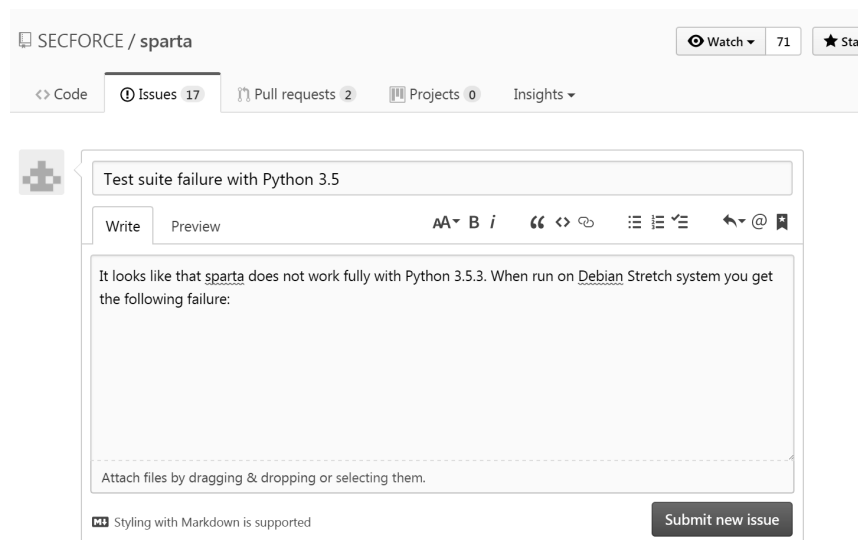 SECFORCE / sparta
Watch 71 Sta
Code Issues 17 Pull requests 2 Projects 0 Insights
Test suite failure with Python 3.5
Write Preview AA B i @
It looks like that sparta does not work fully with Python 3.5.3. When run on Debian Stretch system you get
the following failure:
Attach files by dragging & dropping or selecting them.
Styling with Markdown is supported
Submit new issue